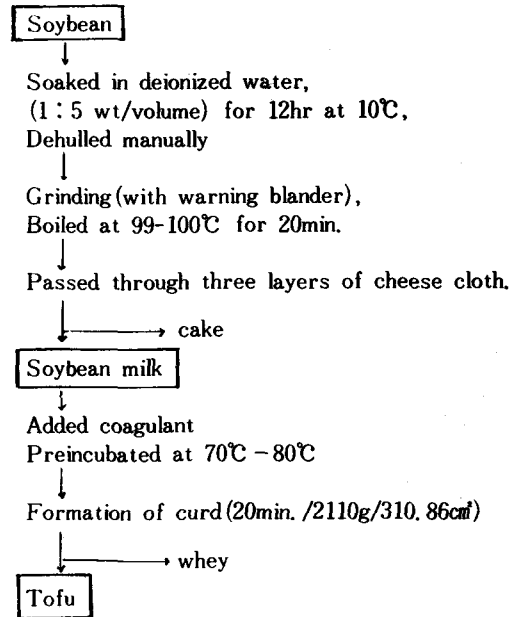 Soybean
Soaked in deionized water,
(1：5 wt/volume) for 12hr at 10℃,
Dehulled manually
Grinding(with warning blander),
Boiled at 99-100℃ for 20min.
Passed through three layers of cheese cloth.
cake
Soybean milk
Added coagulant
Preincubated at 70℃-80℃
Formation of curd(20min./2110g/310.86㎠)
whey
Tofu